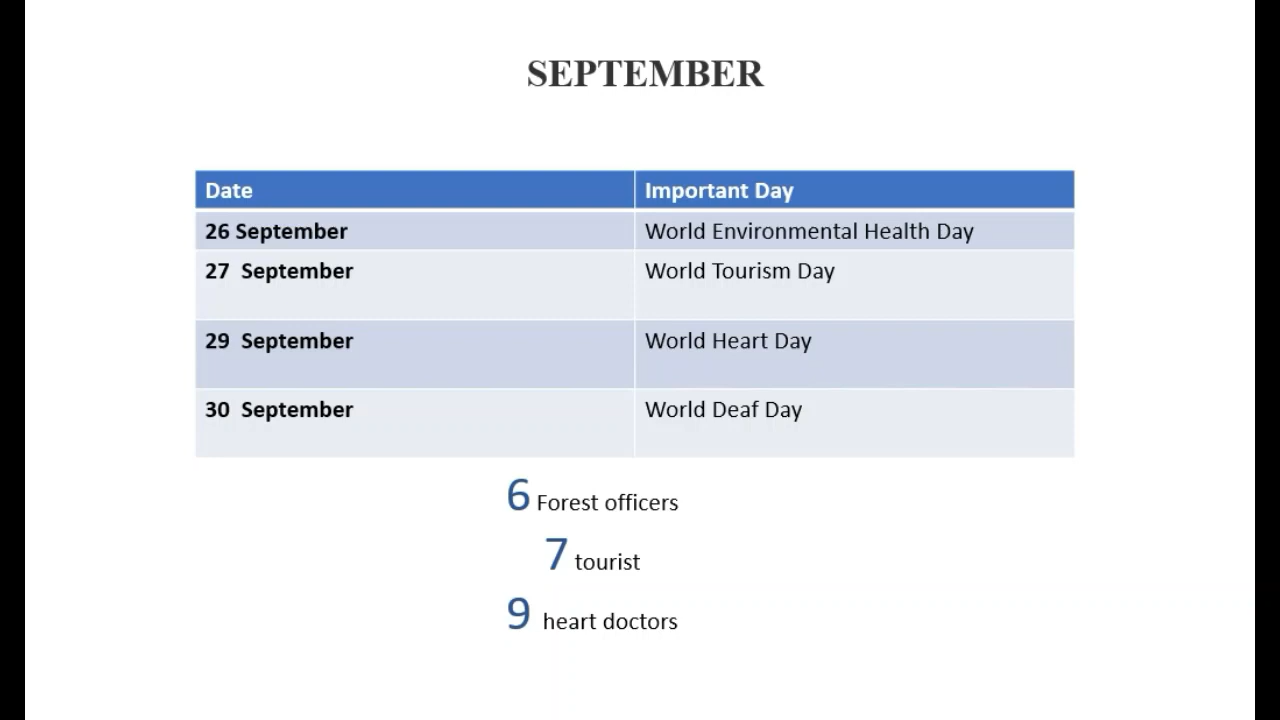 SEPTEMBER
Date Important Day
26 September World Environmental Health Day
27 September World Tourism Day
29 September World Heart Day
30 September World Deaf Day
6 Forest officers
7 tourist
9 heart doctors